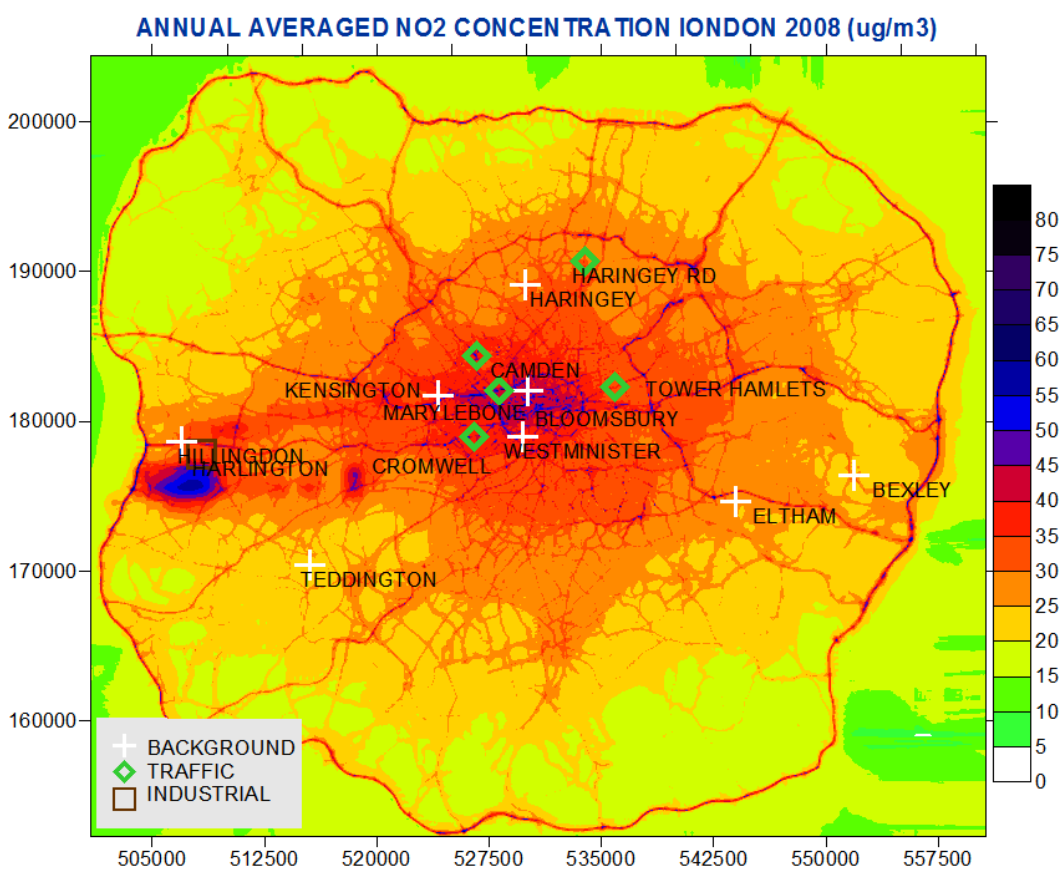 ANNUAL AVERAGED NO2 CONCENTRATION lONDON 2008 (ug/m3)
200000
190000
180000
170000
160000
HARINGEY RD
HARINGEY
CAMDEN
KENSINGTON
TOWER HAMLETS
MARYLEBONE
BLOOMSBURY
WESTMINISTER
HILLINGDON
HARLINGTON
CROMWELL
BEXLEY
ELTHAM
TEDDINGTON
BACKGROUND
TRAFFIC
INDUSTRIAL
505000 512500 520000 527500 535000 542500 550000 557500
80
75
70
65
60
55
50
45
40
35
30
25
20
15
10
5
0